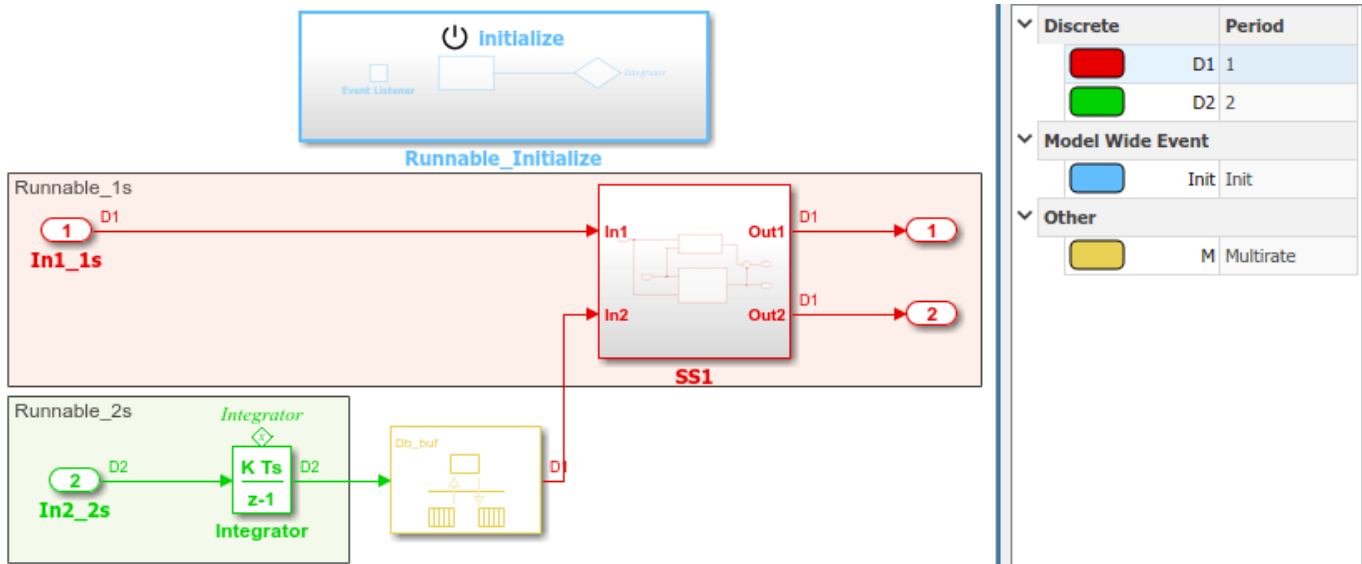 initialize
Event Listener
Integrator
Runnable_Initialize
Runnable_1s
1
D1
In1_1s
In1
In2
Out1
Out2
SS1
D1
1
D1
2
Runnable_2s
2
D2
In2_2s
Integrator
x
K Ts
z-1
Integrator
D2
Db_buf
D1
Discrete Period
D1 1
D2 2
Model Wide Event
Init Init
Other
M Multirate